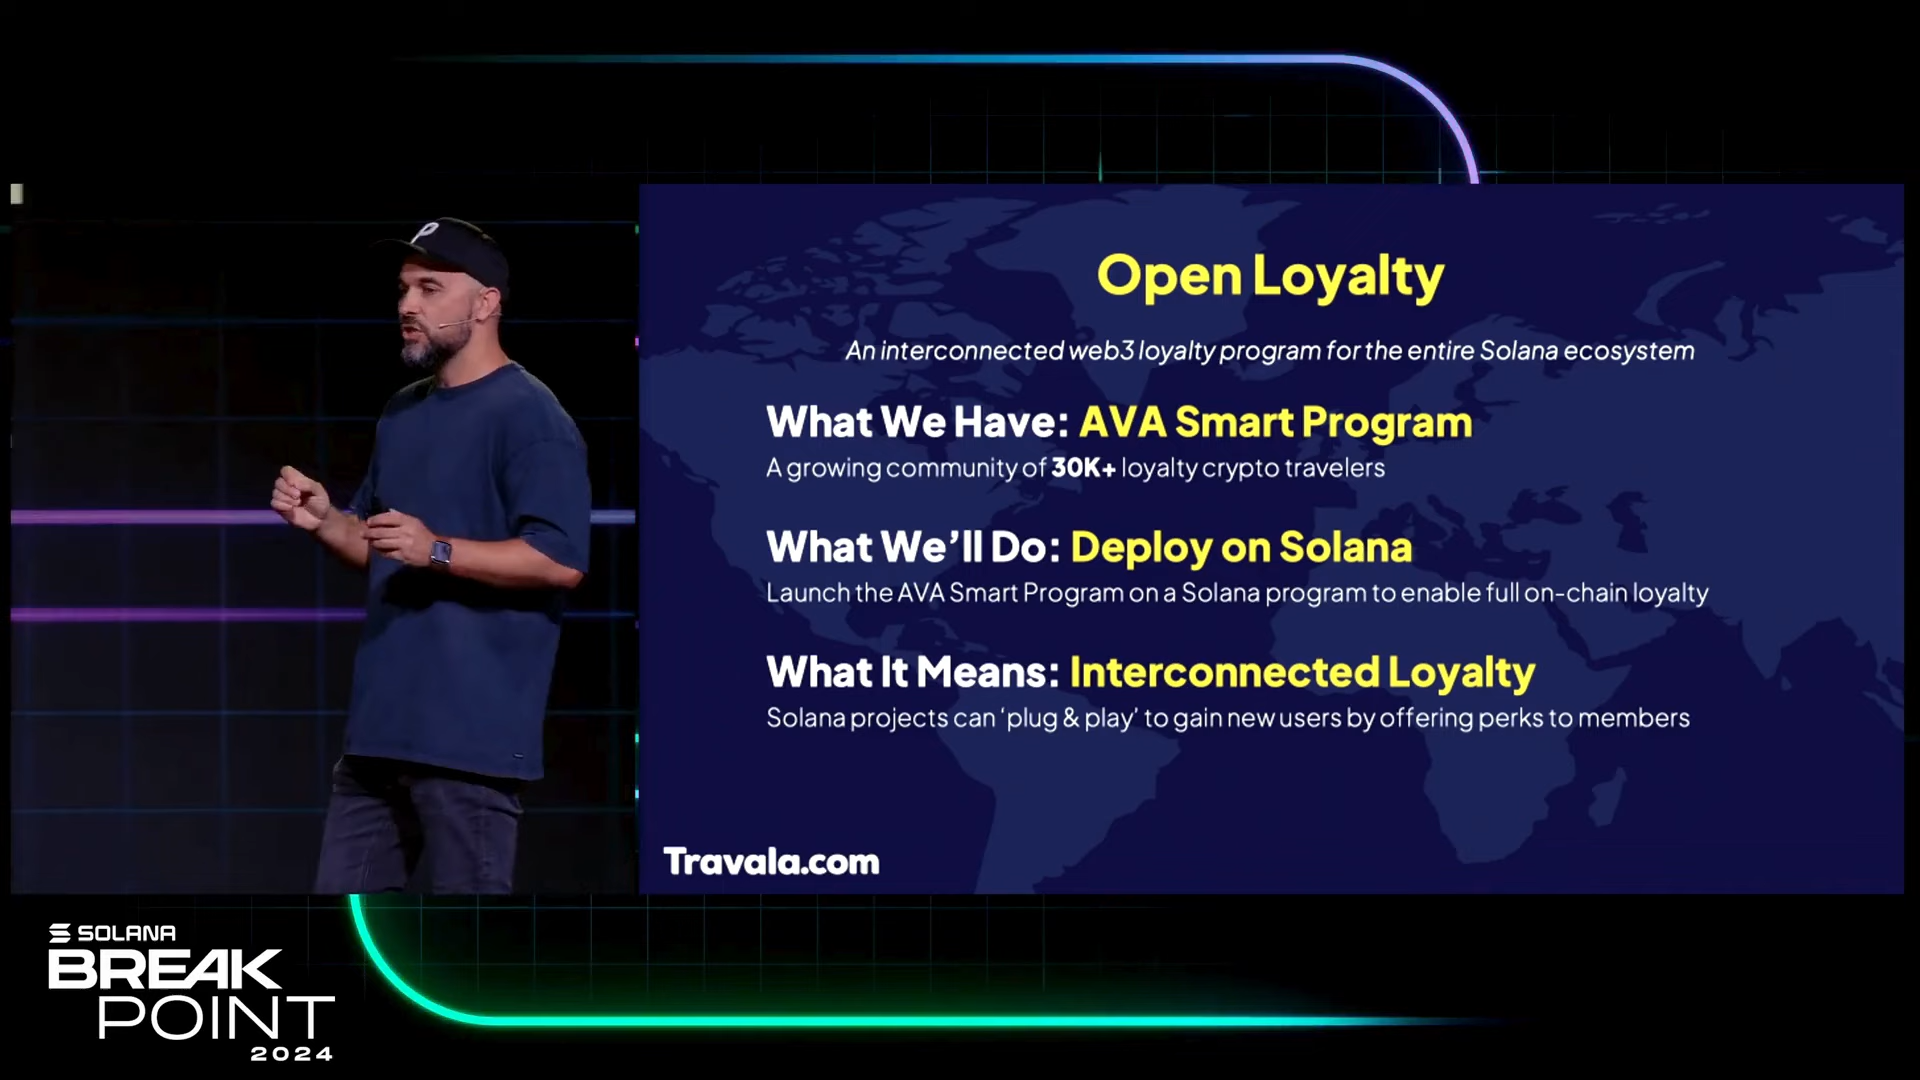 P
Open Loyalty
An interconnected web3 loyalty program for the entire Solana ecosystem
What We Have: AVA Smart Program
A growing community of 30K+ loyalty crypto travelers
What We'll Do: Deploy on Solana
Launch the AVA Smart Program on a Solana program to enable full on-chain loyalty
What It Means: Interconnected Loyalty
Solana projects can ‘plug & play’ to gain new users by offering perks to members
Travala.com
SOLANA
BREAK
POINT
2024